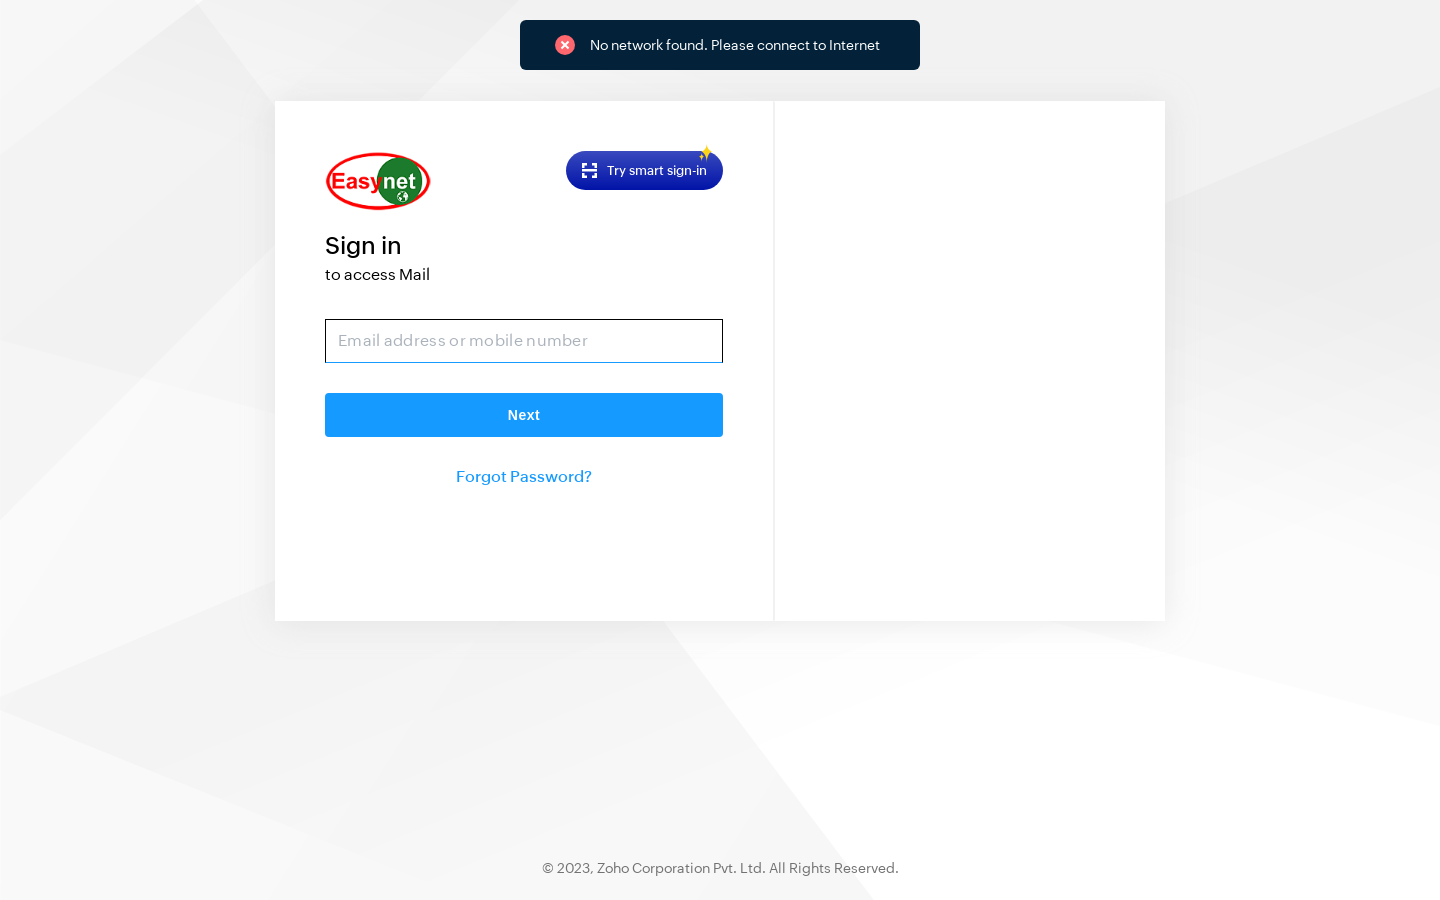 No network found. Please connect to Internet
Easynet
Try smart sign-in
Sign in
to access Mail
Email address or mobile number
Next
Forgot Password?
© 2023, Zoho Corporation Pvt. Ltd. All Rights Reserved.